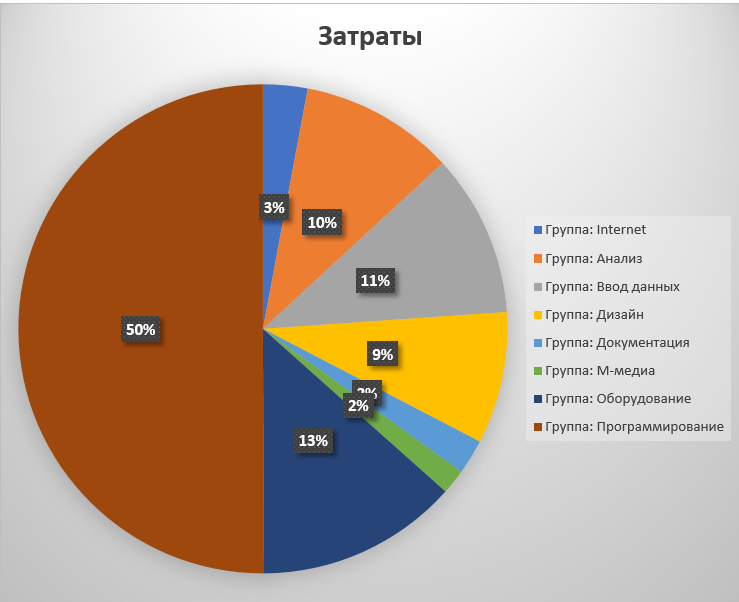 Затраты
3%
10%
11%
50%
9%
2%
2%
13%
Группа: Internet
Группа: Анализ
Группа: Ввод данных
Группа: Дизайн
Группа: Документация
Группа: М-медиа
Группа: Оборудование
Группа: Программирование